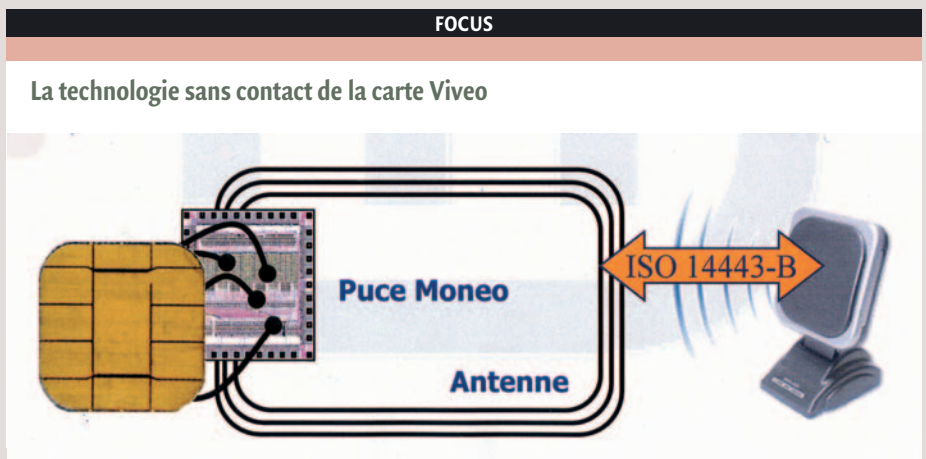 FOCUS
La technologie sans contact de la carte Viveo
Puce Moneo
ISO 14443-B
Antenne